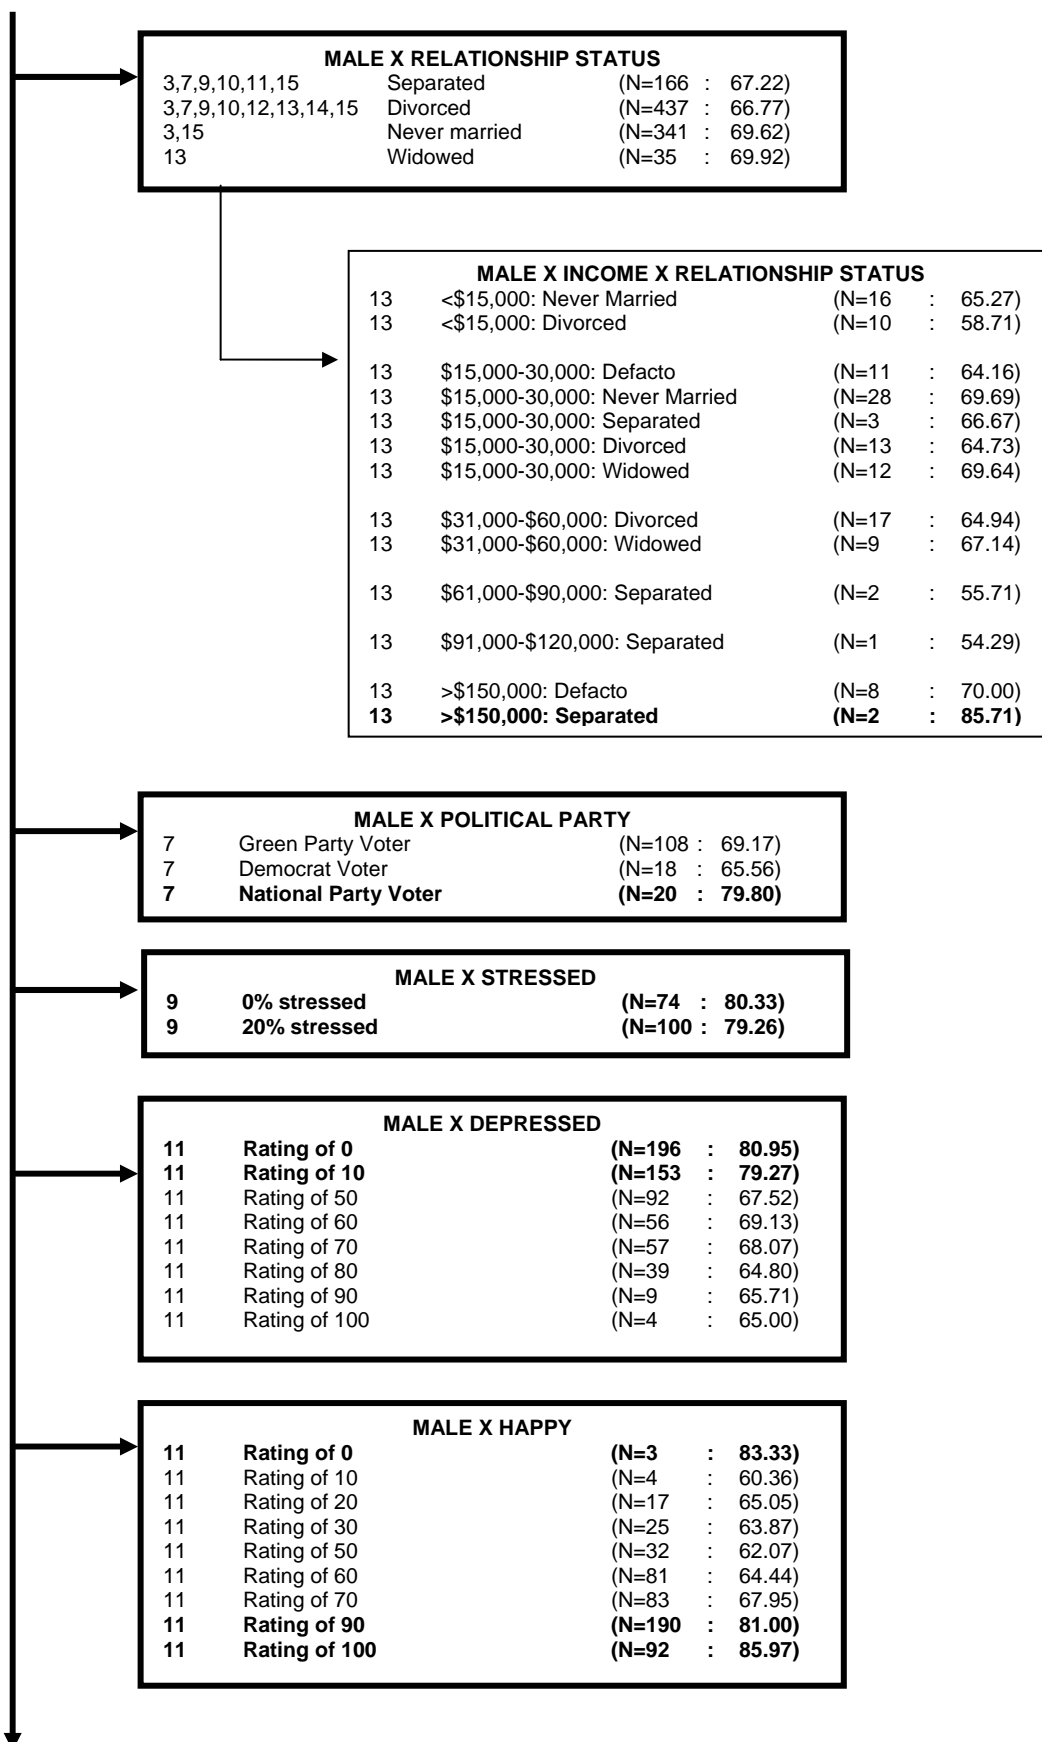 MALE X RELATIONSHIP STATUS
3,7,9,10,11,15 Separated (N=166 : 67.22)
3,7,9,10,12,13,14,15 Divorced (N=437 : 66.77)
3,15 Never married (N=341 : 69.62)
13 Widowed (N=35 : 69.92)
MALE X INCOME X RELATIONSHIP STATUS
13 <$15,000: Never Married (N=16 : 65.27)
13 <$15,000: Divorced (N=10 : 58.71)
13 $15,000-30,000: Defacto (N=11 : 64.16)
13 $15,000-30,000: Never Married (N=28 : 69.69)
13 $15,000-30,000: Separated (N=3 : 66.67)
13 $15,000-30,000: Divorced (N=13 : 64.73)
13 $15,000-30,000: Widowed (N=12 : 69.64)
13 $31,000-$60,000: Divorced (N=17 : 64.94)
13 $31,000-$60,000: Widowed (N=9 : 67.14)
13 $61,000-$90,000: Separated (N=2 : 55.71)
13 $91,000-$120,000: Separated (N=1 : 54.29)
13 >$150,000: Defacto (N=8 : 70.00)
13 >$150,000: Separated (N=2 : 85.71)
MALE X POLITICAL PARTY
7 Green Party Voter (N=108 : 69.17)
7 Democrat Voter (N=18 : 65.56)
7 National Party Voter (N=20 : 79.80)
MALE X STRESSED
9 0% stressed (N=74 : 80.33)
9 20% stressed (N=100 : 79.26)
MALE X DEPRESSED
11 Rating of 0 (N=196 : 80.95)
11 Rating of 10 (N=153 : 79.27)
11 Rating of 50 (N=92 : 67.52)
11 Rating of 60 (N=56 : 69.13)
11 Rating of 70 (N=57 : 68.07)
11 Rating of 80 (N=39 : 64.80)
11 Rating of 90 (N=9 : 65.71)
11 Rating of 100 (N=4 : 65.00)
MALE X HAPPY
11 Rating of 0 (N=3 : 83.33)
11 Rating of 10 (N=4 : 60.36)
11 Rating of 20 (N=17 : 65.05)
11 Rating of 30 (N=25 : 63.87)
11 Rating of 50 (N=32 : 62.07)
11 Rating of 60 (N=81 : 64.44)
11 Rating of 70 (N=83 : 67.95)
11 Rating of 90 (N=190 : 81.00)
11 Rating of 100 (N=92 : 85.97)